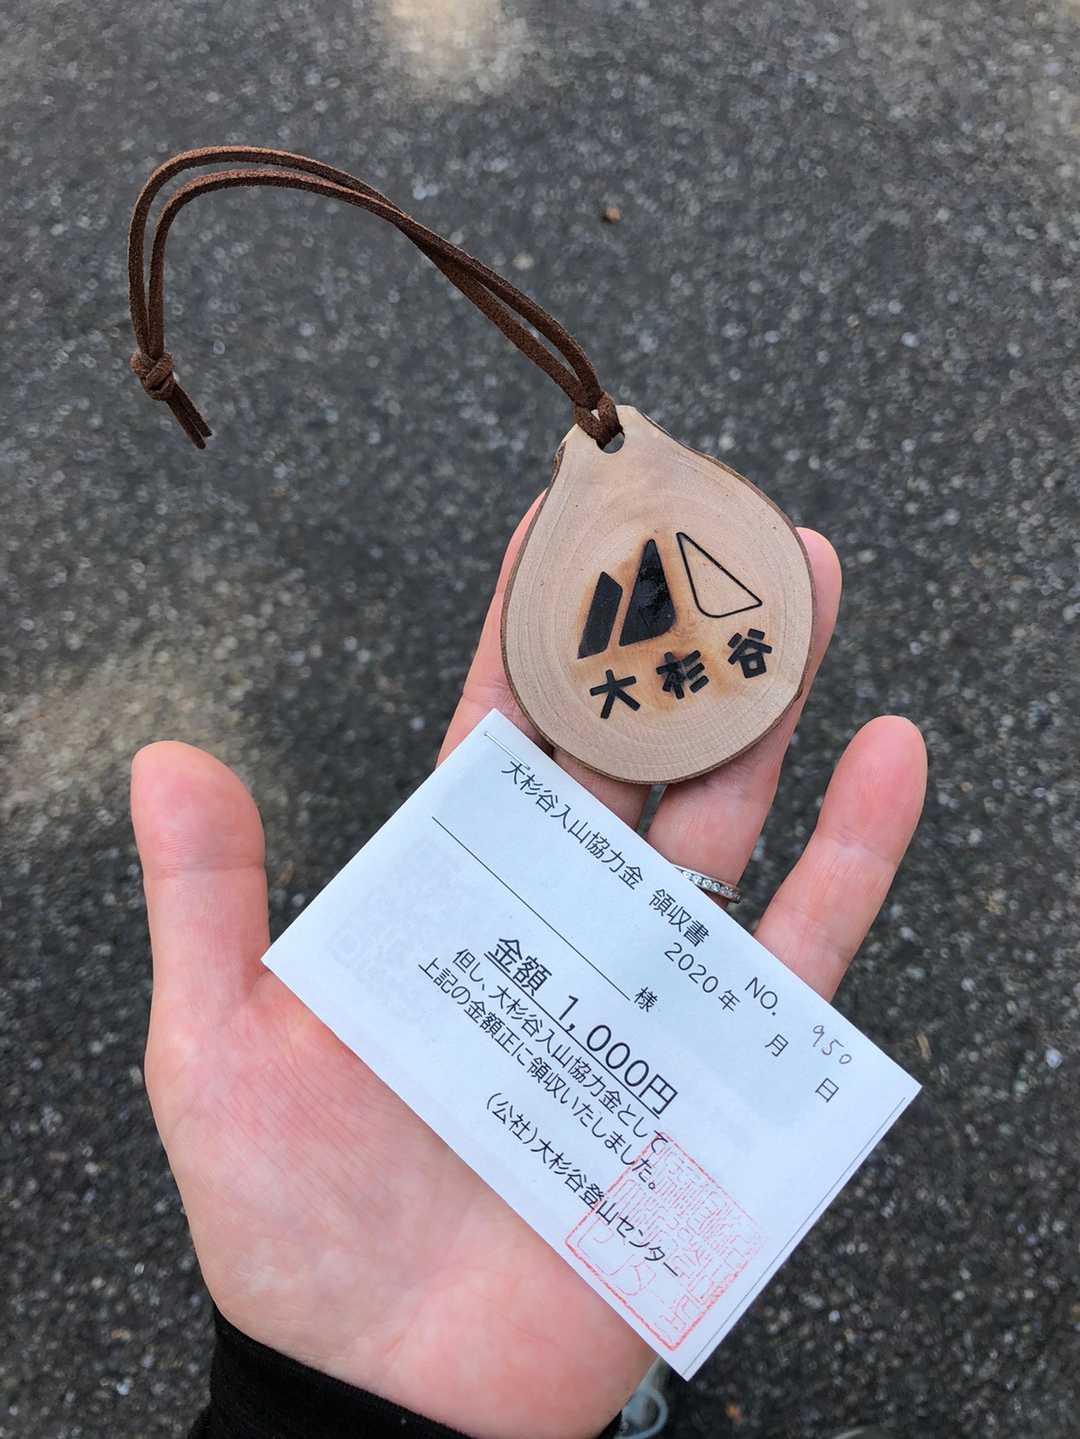 大杉谷
大杉谷入山協力金 領収書
NO. 950
2020年 月 日
様
金額 1,000円
但し、大杉谷入山協力金として
上記の金額正に領収いたしました。
(公社)大杉谷登山センター